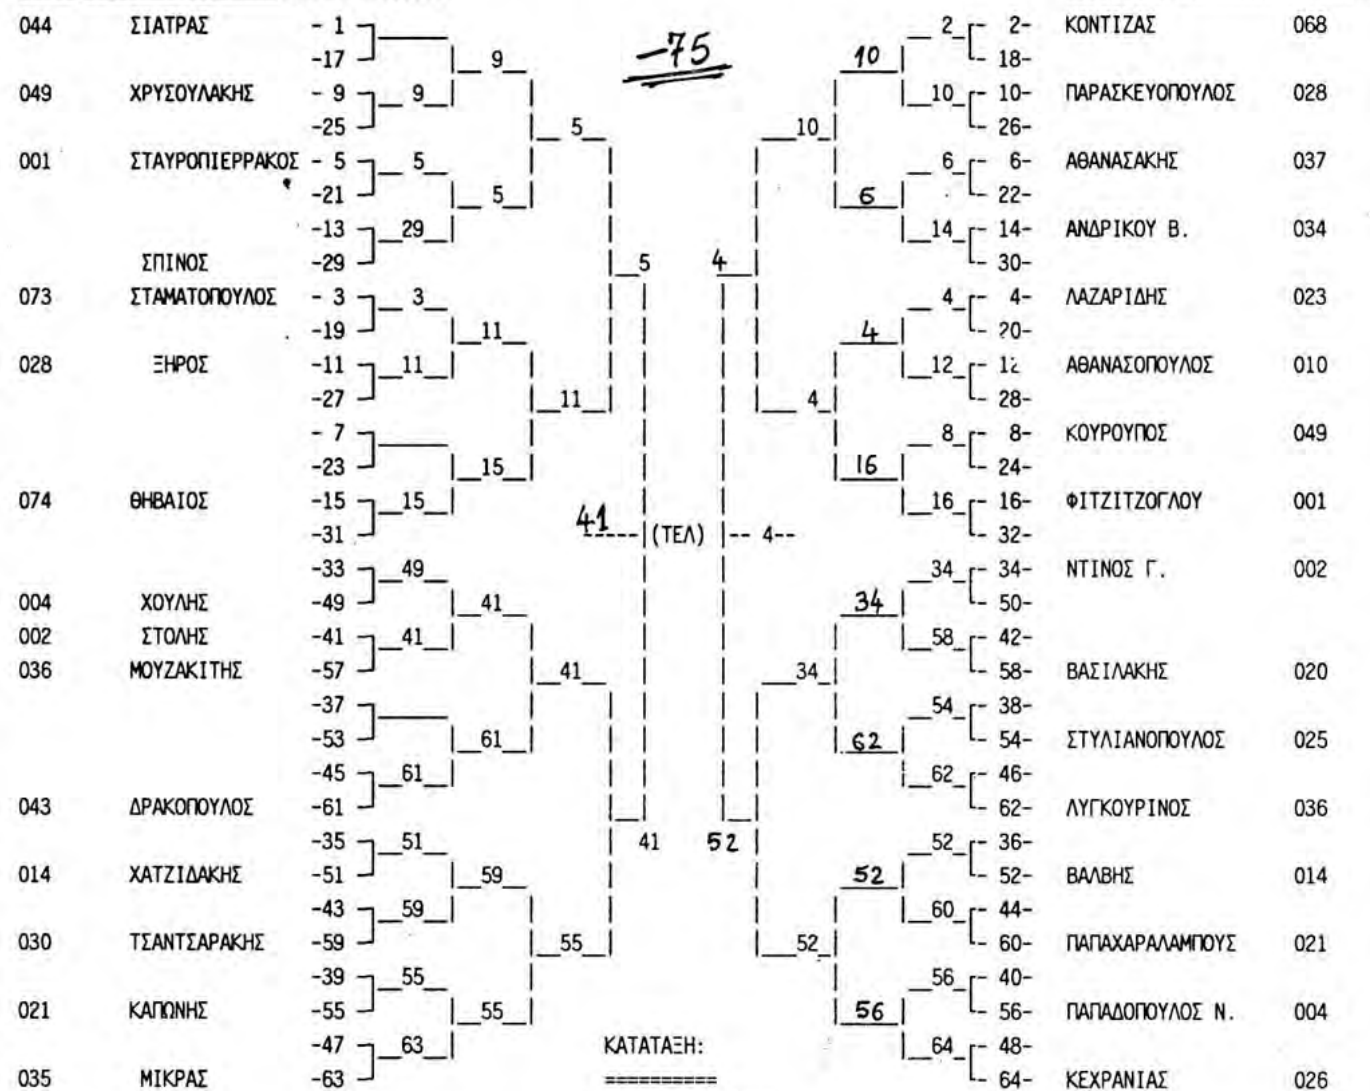 044 ΣΙΑΤΡΑΣ - 1 2 2- ΚΟΝΤΙΖΑΣ 068
-17 9 -75 10 18-
049 ΧΡΥΣΟΥΛΑΚΗΣ - 9 9 10 10- ΠΑΡΑΣΚΕΥΟΠΟΥΛΟΣ 028
-25 5 10 26-
001 ΣΤΑΥΡΟΠΙΕΡΡΑΚΟΣ - 5 5 6 6- ΑΘΑΝΑΣΑΚΗΣ 037
-21 5 6 22-
-13 29 14 14- ΑΝΔΡΙΚΟΥ Β. 034
ΣΠΙΝΟΣ -29 5 4 30-
073 ΣΤΑΜΑΤΟΠΟΥΛΟΣ - 3 3 4 4- ΛΑΖΑΡΙΔΗΣ 023
-19 11 4 20-
028 ΞΗΡΟΣ -11 11 12 12- ΑΘΑΝΑΣΟΠΟΥΛΟΣ 010
-27 11 4 28-
- 7 8 8- ΚΟΥΡΟΥΠΟΣ 049
-23 15 16 24-
074 ΘΗΒΑΙΟΣ -15 15 16 16- ΦΙΤΖΙΤΖΟΓΛΟΥ 001
-31 41 (ΤΕΛ) -- 4-- 32-
-33 49 34 34- ΝΤΙΝΟΣ Γ. 002
004 ΧΟΥΛΗΣ -49 41 34 50-
002 ΣΤΟΛΗΣ -41 41 58 42-
036 ΜΟΥΖΑΚΙΤΗΣ -57 41 34 58- ΒΑΣΙΛΑΚΗΣ 020
-37 54 38-
-53 61 62 54- ΣΤΥΛΙΑΝΟΠΟΥΛΟΣ 025
-45 61 62 46-
043 ΔΡΑΚΟΠΟΥΛΟΣ -61 62- ΛΥΓΚΟΥΡΙΝΟΣ 036
-35 51 41 52 52 36-
014 ΧΑΤΖΙΔΑΚΗΣ -51 59 52 52- ΒΑΛΒΗΣ 014
-43 59 60 44-
030 ΤΣΑΝΤΣΑΡΑΚΗΣ -59 55 52 60- ΠΑΠΑΧΑΡΑΛΑΜΠΟΥΣ 021
-39 55 56 40-
021 ΚΑΠΩΝΗΣ -55 55 56 56- ΠΑΠΑΔΟΠΟΥΛΟΣ Ν. 004
-47 63 ΚΑΤΑΤΑΞΗ: 64 48-
035 ΜΙΚΡΑΣ -63 ========== 64- ΚΕΧΡΑΝΙΑΣ 026